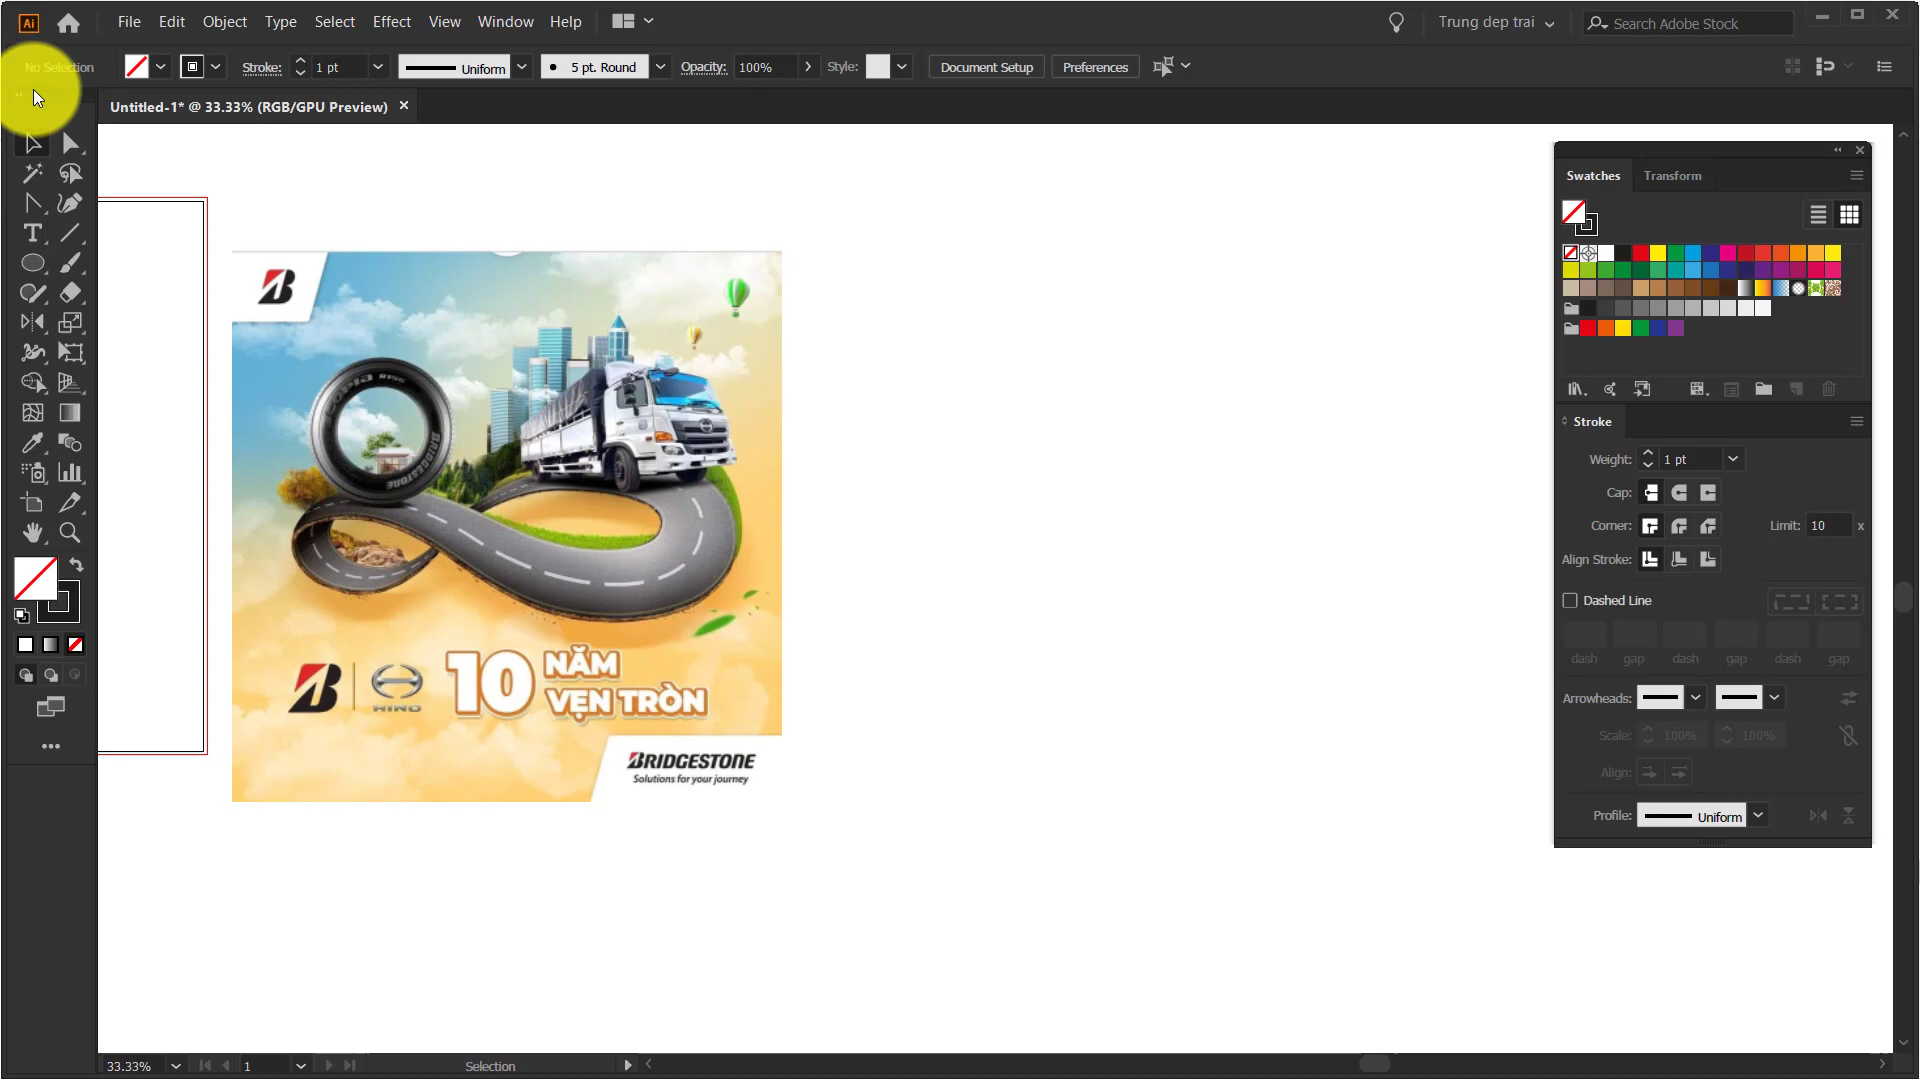 Ai File Edit Object Type Select Effect View Window Help
Trung dep trai
Search Adobe Stock
No Selection
Stroke: 1 pt
Uniform
5 pt. Round
Opacity: 100%
Style:
Document Setup
Preferences
Untitled-1* @ 33.33% (RGB/GPU Preview)
ECOPIA R150
BRIDGESTONE
HINO
10
NĂM
VẸN TRÒN
BRIDGESTONE
Solutions for your journey
Swatches
Transform
Stroke
Weight: 1 pt
Cap:
Corner:
Limit: 10 x
Align Stroke:
Dashed Line
dash gap dash gap dash gap
Arrowheads:
Scale: 100% 100%
Align:
Profile: Uniform
33.33%
1
Selection